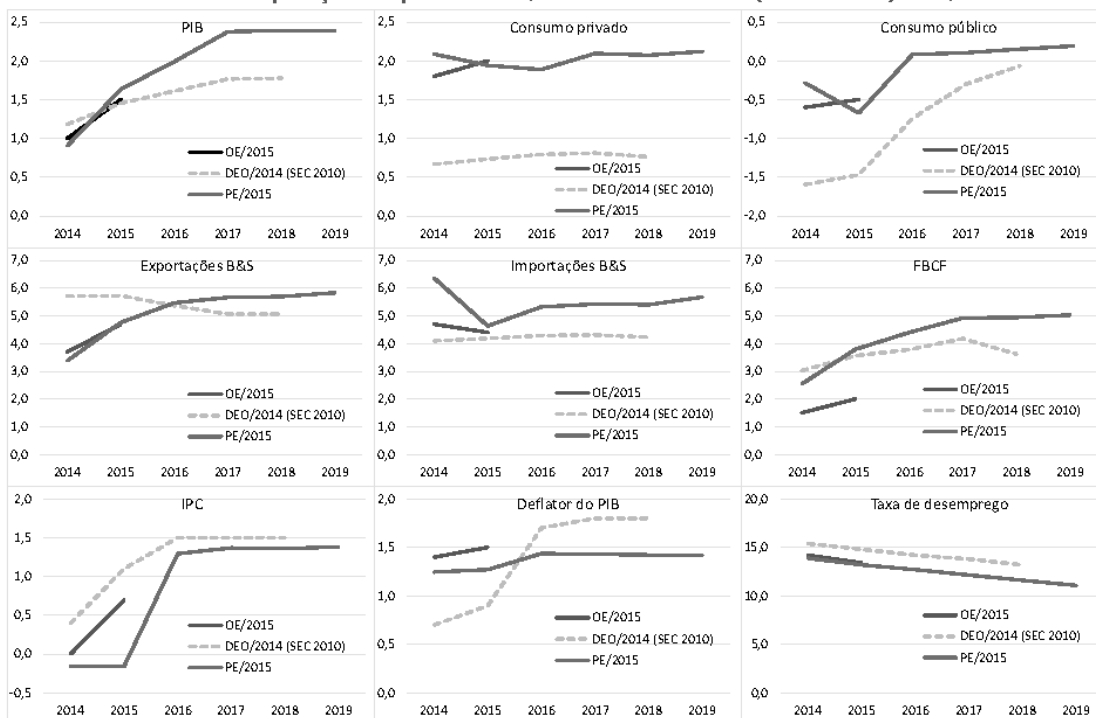 PIB
2,5
2,0
1,5
1,0
0,5
0,0
OE/2015
DEO/2014 (SEC 2010)
PE/2015
2014 2015 2016 2017 2018 2019
Consumo privado
2,5
2,0
1,5
1,0
0,5
0,0
OE/2015
DEO/2014 (SEC 2010)
PE/2015
2014 2015 2016 2017 2018 2019
Consumo público
0,5
0,0
-0,5
-1,0
-1,5
-2,0
OE/2015
DEO/2014 (SEC 2010)
PE/2015
2014 2015 2016 2017 2018 2019
Exportações B&S
7,0
6,0
5,0
4,0
3,0
2,0
1,0
0,0
OE/2015
DEO/2014 (SEC 2010)
PE/2015
2014 2015 2016 2017 2018 2019
Importações B&S
7,0
6,0
5,0
4,0
3,0
2,0
1,0
0,0
OE/2015
DEO/2014 (SEC 2010)
PE/2015
2014 2015 2016 2017 2018 2019
FBCF
7,0
6,0
5,0
4,0
3,0
2,0
1,0
0,0
OE/2015
DEO/2014 (SEC 2010)
PE/2015
2014 2015 2016 2017 2018 2019
IPC
2,0
1,5
1,0
0,5
0,0
-0,5
OE/2015
DEO/2014 (SEC 2010)
PE/2015
2014 2015 2016 2017 2018 2019
Deflator do PIB
2,0
1,5
1,0
0,5
0,0
OE/2015
DEO/2014 (SEC 2010)
PE/2015
2014 2015 2016 2017 2018 2019
Taxa de desemprego
20,0
15,0
10,0
5,0
0,0
OE/2015
DEO/2014 (SEC 2010)
PE/2015
2014 2015 2016 2017 2018 2019